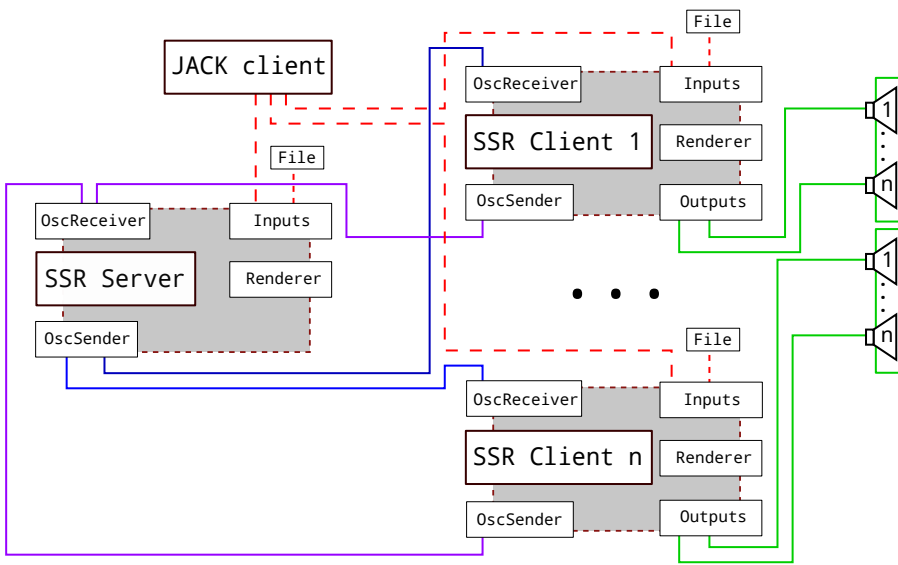 File
JACK client
OscReceiver
Inputs
SSR Client 1
Renderer
OscSender
Outputs
1
n
File
OscReceiver
Inputs
SSR Server
Renderer
OscSender
1
n
File
OscReceiver
Inputs
SSR Client n
Renderer
OscSender
Outputs